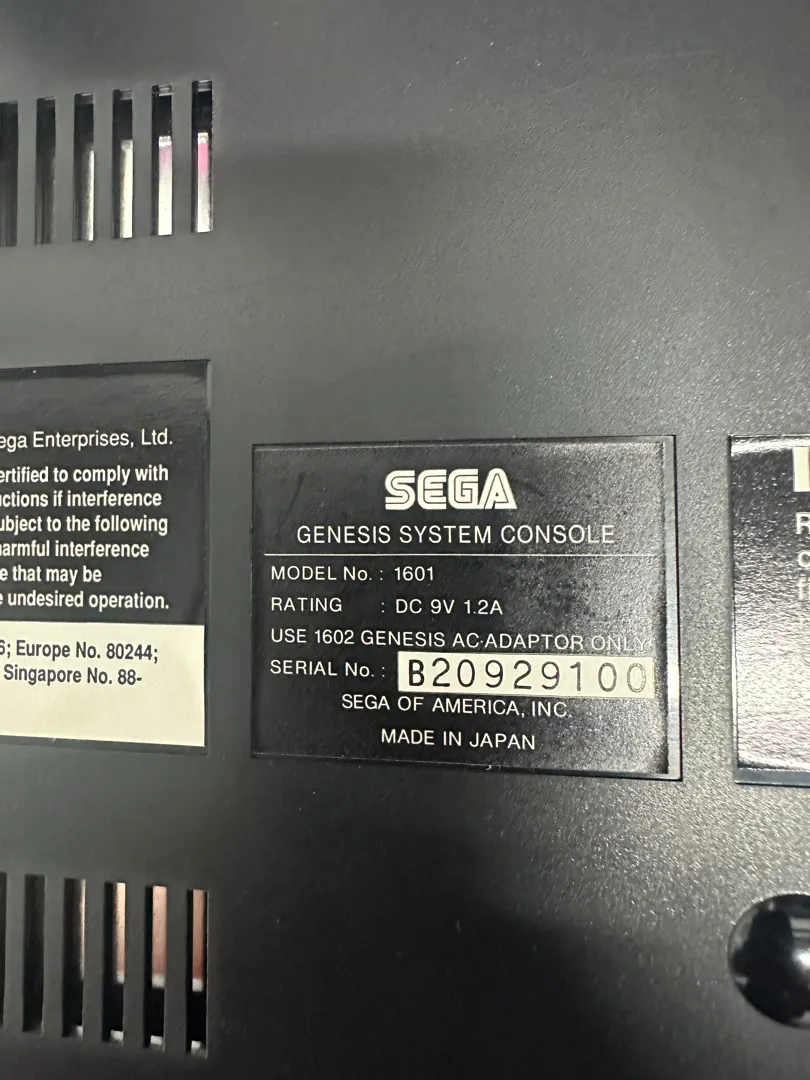 ega Enterprises, Ltd.
ertified to comply with
uctions if interference
ubject to the following
armful interference
e that may be
e undesired operation.
6; Europe No. 80244;
Singapore No. 88-
SEGA
GENESIS SYSTEM CONSOLE
MODEL No. : 1601
RATING : DC 9V 1.2A
USE 1602 GENESIS AC ADAPTOR ONLY
SERIAL No. : B20929100
SEGA OF AMERICA, INC.
MADE IN JAPAN